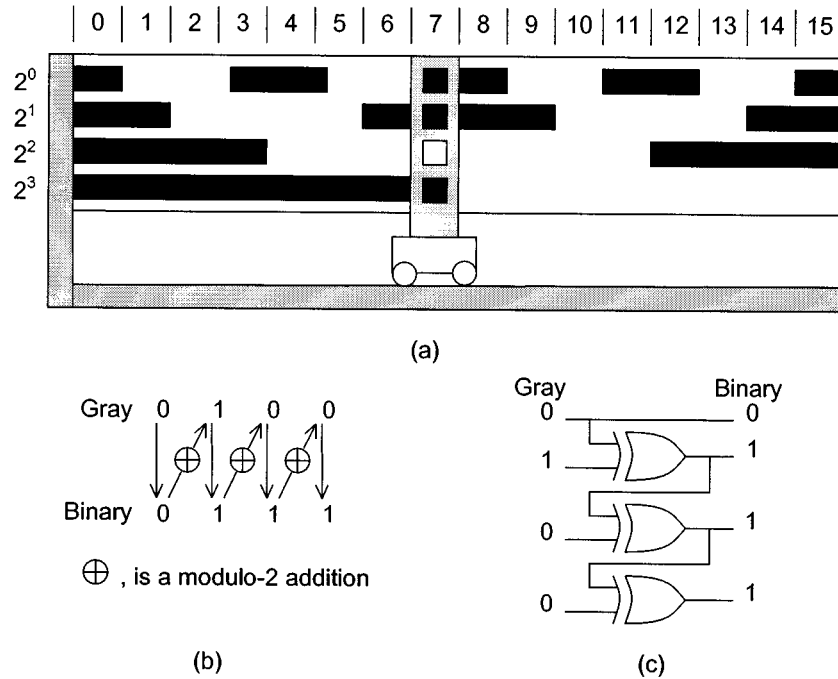 0 1 2 3 4 5 6 7 8 9 10 11 12 13 14 15
2⁰
2¹
2²
2³
(a)
Gray 0 1 0 0
Binary 0 1 1 1
⊕ , is a modulo-2 addition
(b)
Gray Binary
0 0
1 1
0 1
0 1
(c)